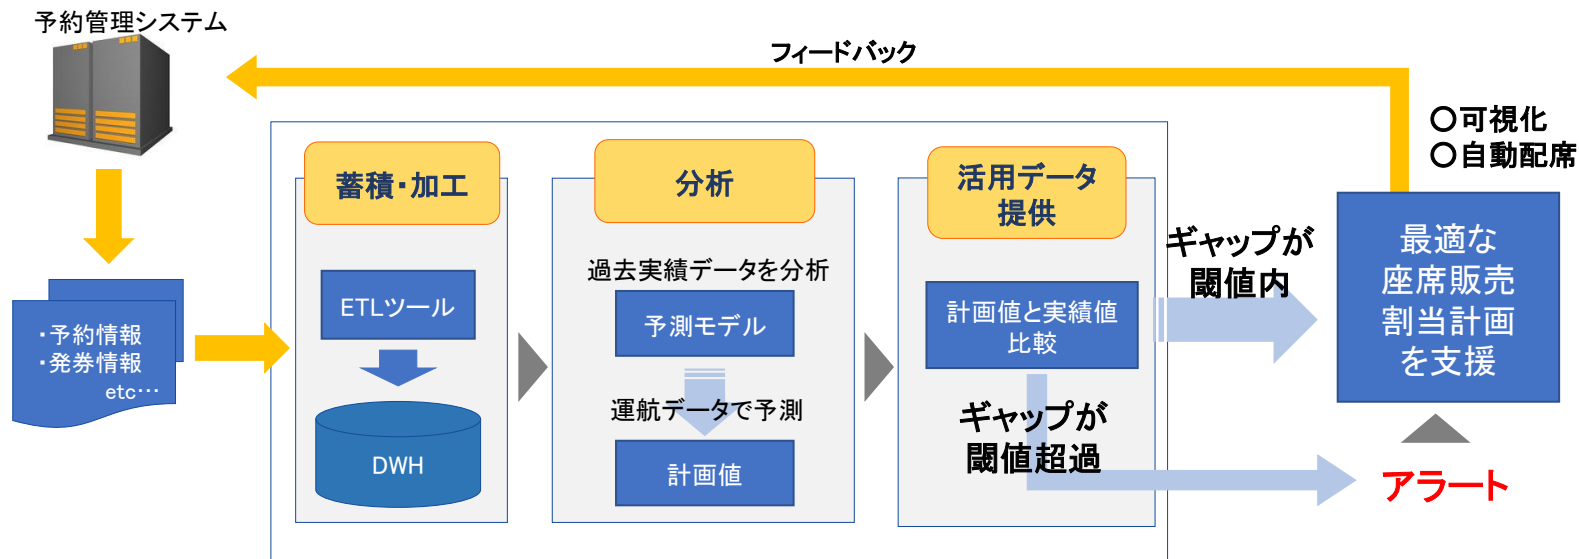 予約管理システム
フィードバック
○可視化
○自動配席
蓄積・加工
分析
活用データ
提供
・予約情報
・発券情報
etc…
ETLツール
DWH
過去実績データを分析
予測モデル
運航データで予測
計画値
計画値と実績値
比較
ギャップが
閾値内
ギャップが
閾値超過
最適な
座席販売
割当計画
を支援
アラート